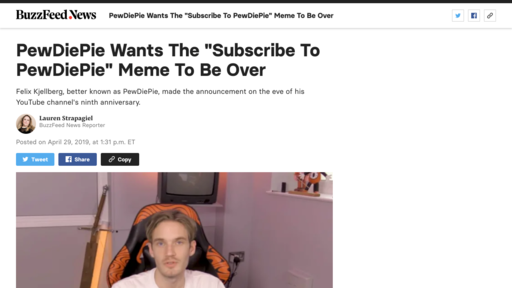 BuzzFeed News
PewDiePie Wants The "Subscribe To PewDiePie" Meme To Be Over
PewDiePie Wants The "Subscribe To
PewDiePie" Meme To Be Over
Felix Kjellberg, better known as PewDiePie, made the announcement on the eve of his
YouTube channel's ninth anniversary.
Lauren Strapagiel
BuzzFeed News Reporter
Posted on April 29, 2019, at 1:31 p.m. ET
Tweet
Share
Copy